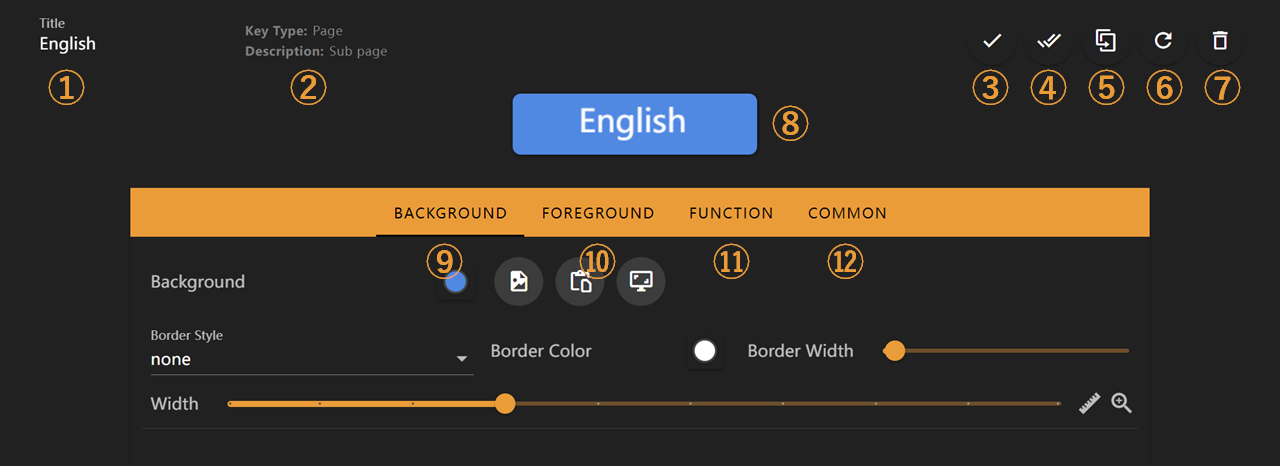 Title
English
Key Type: Page
Description: Sub page
① ② ③ ④ ⑤ ⑥ ⑦
English ⑧
BACKGROUND FOREGROUND FUNCTION COMMON
⑨ ⑩ ⑪ ⑫
Background
Border Style
none
Border Color
Border Width
Width